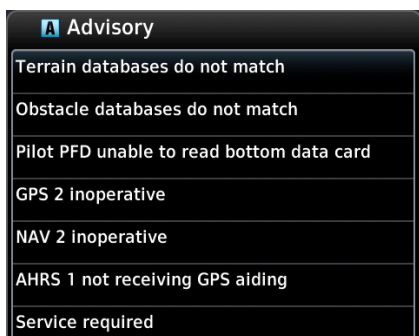 A Advisory
Terrain databases do not match
Obstacle databases do not match
Pilot PFD unable to read bottom data card
GPS 2 inoperative
NAV 2 inoperative
AHRS 1 not receiving GPS aiding
Service required